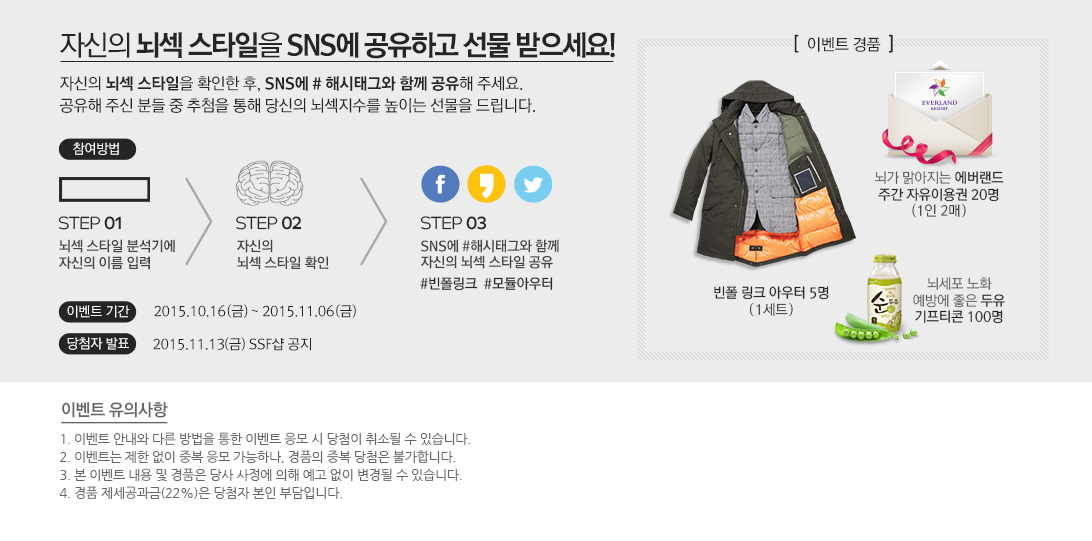 자신의 뇌섹 스타일을 SNS에 공유하고 선물 받으세요!
자신의 뇌섹 스타일을 확인한 후, SNS에 # 해시태그와 함께 공유해 주세요.
공유해 주신 분들 중 추첨을 통해 당신의 뇌섹지수를 높이는 선물을 드립니다.
참여방법
STEP 01
뇌섹 스타일 분석기에
자신의 이름 입력
STEP 02
자신의
뇌섹 스타일 확인
f
STEP 03
SNS에 #해시태그와 함께
자신의 뇌섹 스타일 공유
#빈폴링크 #모듈아우터
이벤트 기간 2015.10.16(금) ~ 2015.11.06(금)
당첨자 발표 2015.11.13(금) SSF샵 공지
[ 이벤트 경품 ]
빈폴 링크 아우터 5명
(1세트)
EVERLAND
RESORT
뇌가 맑아지는 에버랜드
주간 자유이용권 20명
(1인 2매)
순두유
뇌세포 노화
예방에 좋은 두유
기프티콘 100명
이벤트 유의사항
1. 이벤트 안내와 다른 방법을 통한 이벤트 응모 시 당첨이 취소될 수 있습니다.
2. 이벤트는 제한 없이 중복 응모 가능하나, 경품의 중복 당첨은 불가합니다.
3. 본 이벤트 내용 및 경품은 당사 사정에 의해 예고 없이 변경될 수 있습니다.
4. 경품 제세공과금(22%)은 당첨자 본인 부담입니다.